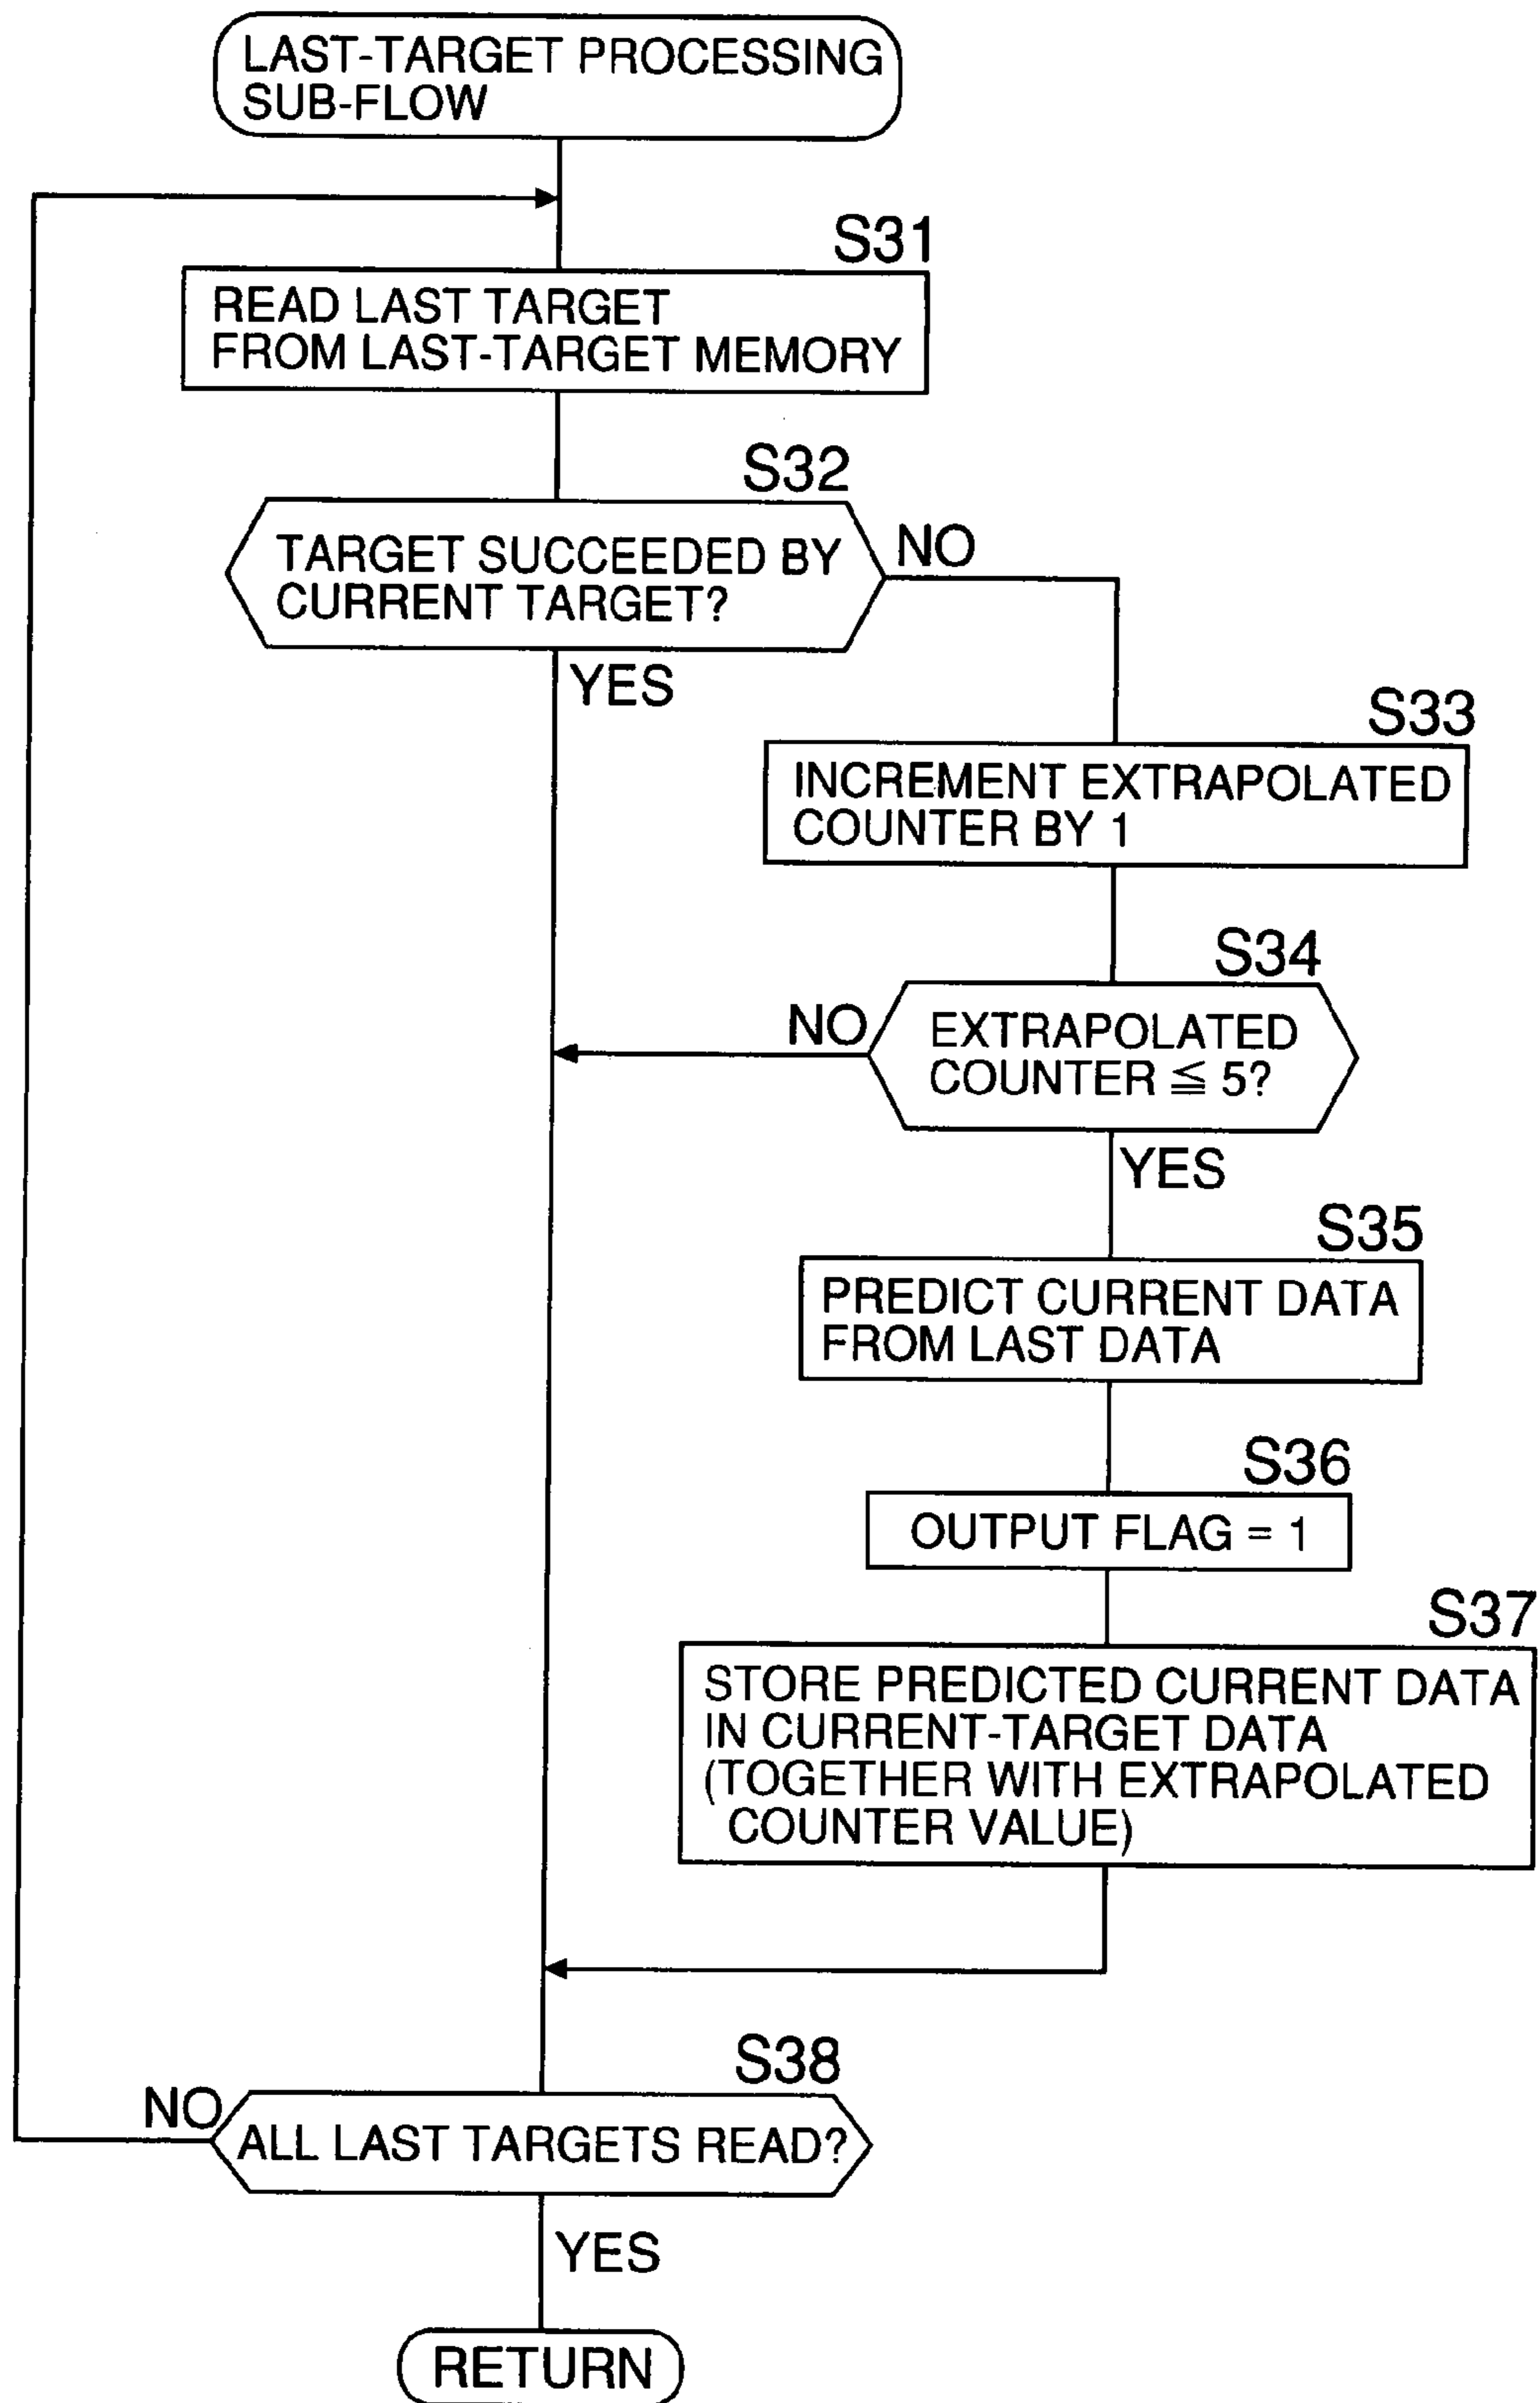 LAST-TARGET PROCESSING
SUB-FLOW
S31
READ LAST TARGET
FROM LAST-TARGET MEMORY
S32
TARGET SUCCEEDED BY
CURRENT TARGET?
NO
YES
S33
INCREMENT EXTRAPOLATED
COUNTER BY 1
S34
NO
EXTRAPOLATED
COUNTER ≦ 5?
YES
S35
PREDICT CURRENT DATA
FROM LAST DATA
S36
OUTPUT FLAG = 1
S37
STORE PREDICTED CURRENT DATA
IN CURRENT-TARGET DATA
(TOGETHER WITH EXTRAPOLATED
COUNTER VALUE)
S38
NO
ALL LAST TARGETS READ?
YES
RETURN